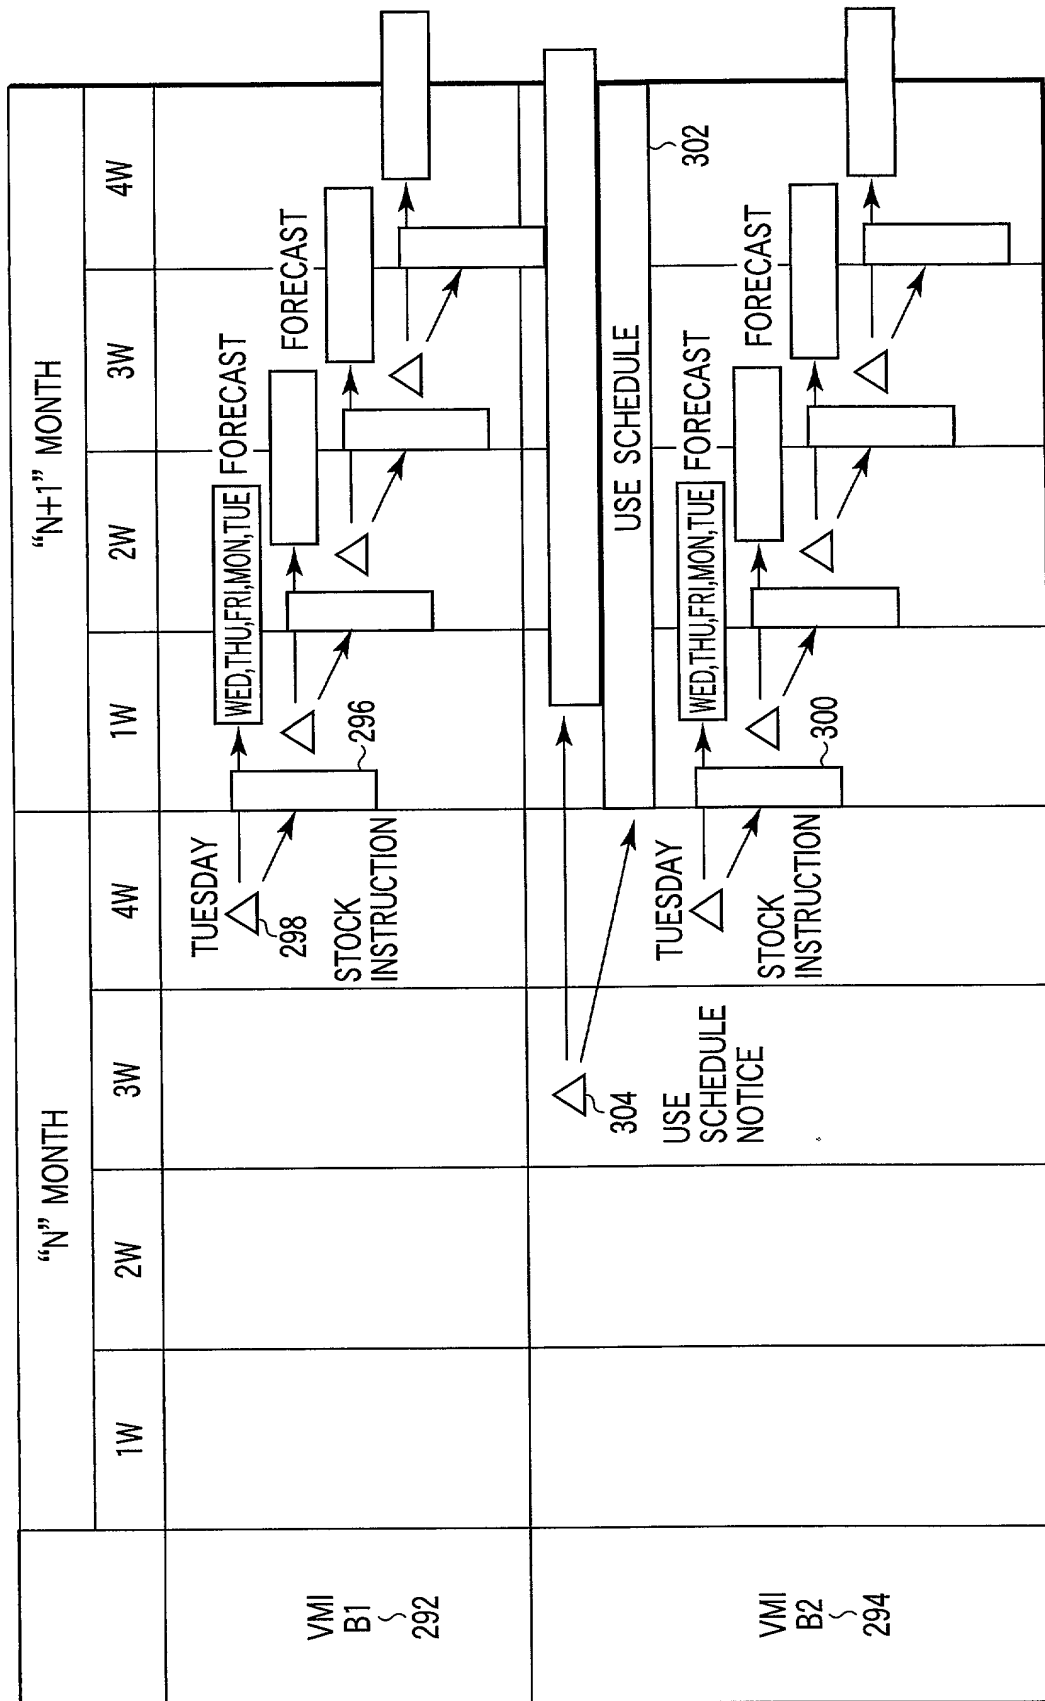 “N” MONTH
“N+1” MONTH
1W
2W
3W
4W
1W
2W
3W
4W
VMI
B1
292
TUESDAY
298
STOCK
INSTRUCTION
296
WED,THU,FRI,MON,TUE
FORECAST
FORECAST
VMI
B2
294
304
USE
SCHEDULE
NOTICE
USE SCHEDULE
302
TUESDAY
STOCK
INSTRUCTION
300
WED,THU,FRI,MON,TUE
FORECAST
FORECAST